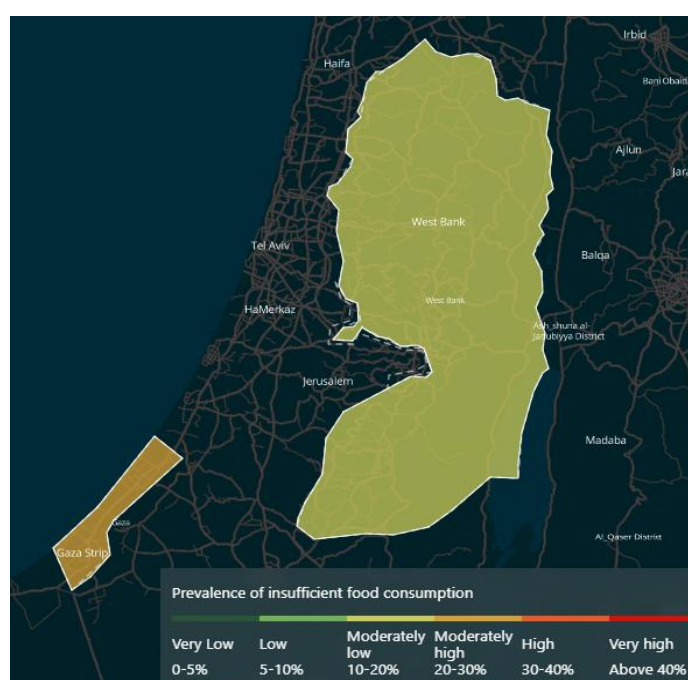 Irbid
Haifa
Bani Obaid
Ajlun
Jara
West Bank
Tel Aviv
Balqa
West Bank
HaMerkaz
Ash_shuna al-
Janubiyya District
Jerusalem
Madaba
Gaza
Al_Qaser District
Gaza Strip
Prevalence of insufficient food consumption
Very Low Low Moderately low Moderately high High Very high
0-5% 5-10% 10-20% 20-30% 30-40% Above 40%